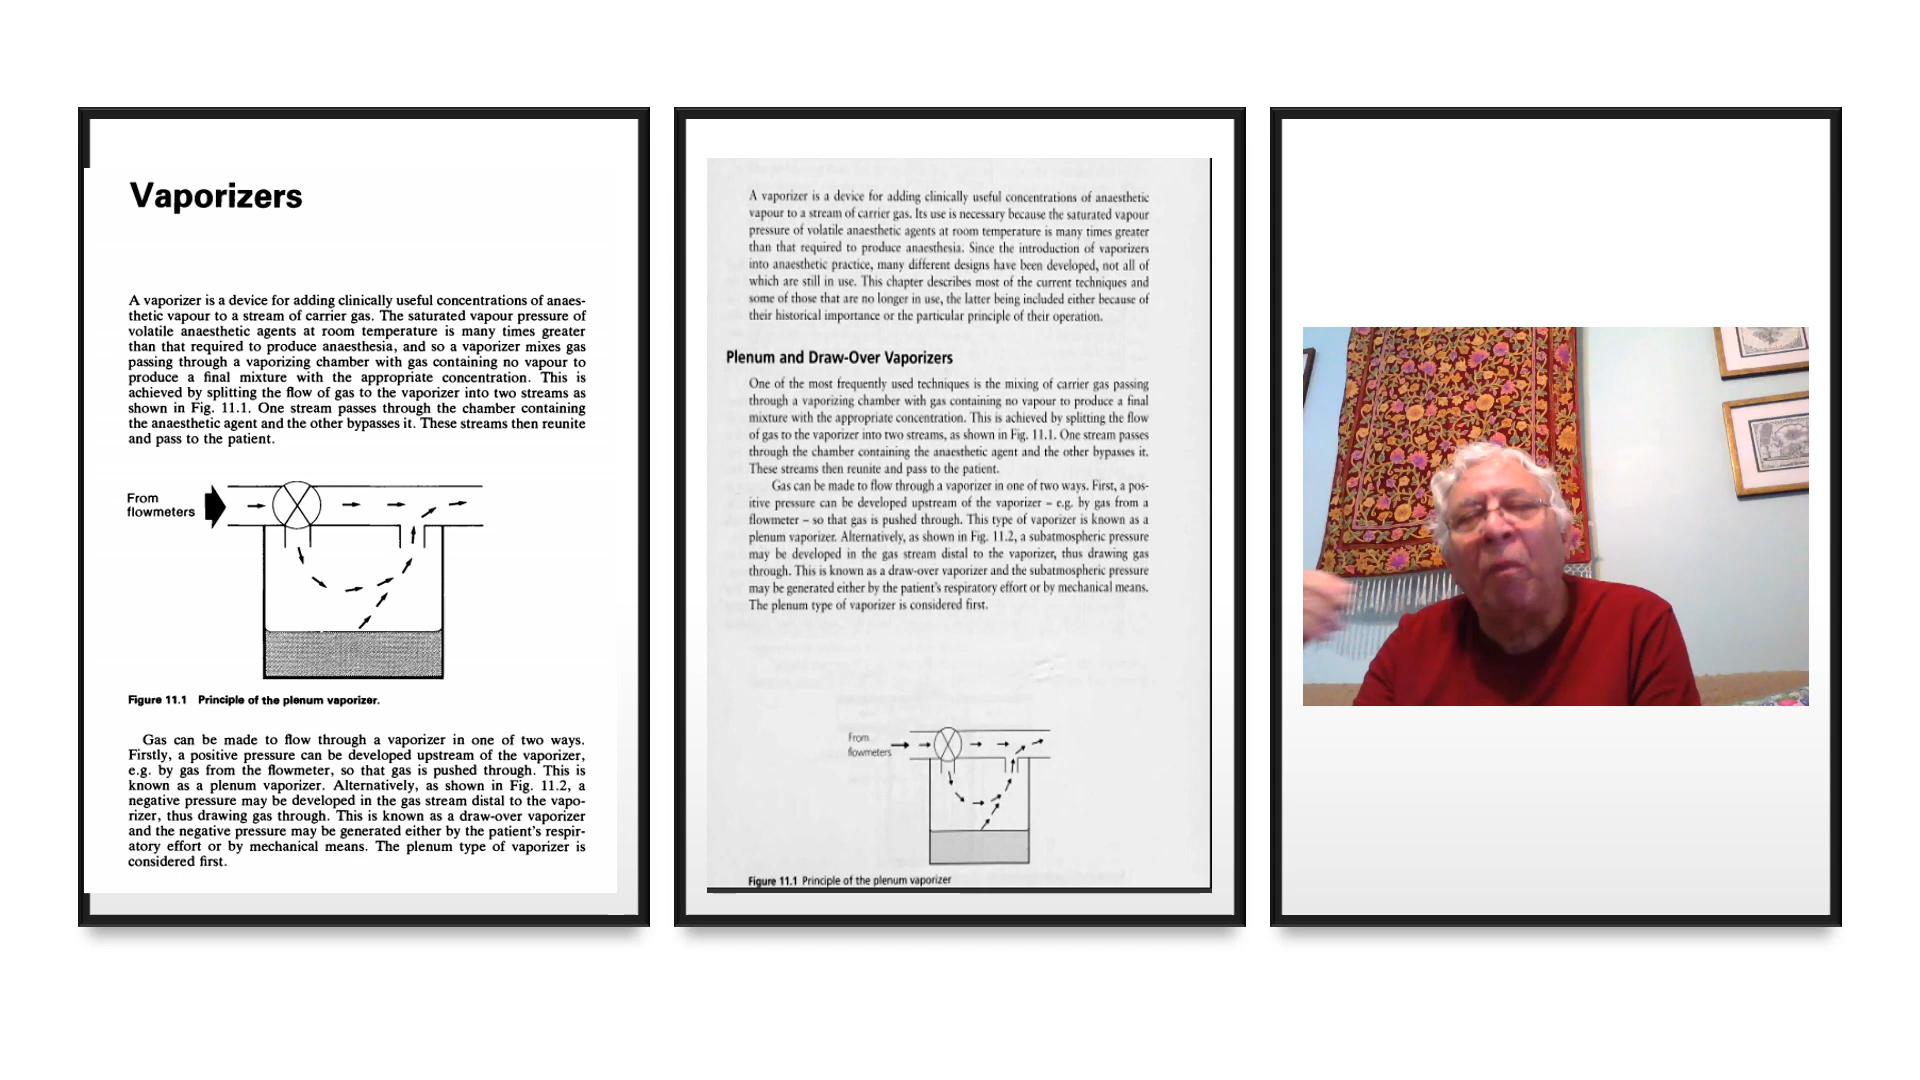 Vaporizers
A vaporizer is a device for adding clinically useful concentrations of anaes-
thetic vapour to a stream of carrier gas. The saturated vapour pressure of
volatile anaesthetic agents at room temperature is many times greater
than that required to produce anaesthesia, and so a vaporizer mixes gas
passing through a vaporizing chamber with gas containing no vapour to
produce a final mixture with the appropriate concentration. This is
achieved by splitting the flow of gas to the vaporizer into two streams as
shown in Fig. 11.1. One stream passes through the chamber containing
the anaesthetic agent and the other bypasses it. These streams then reunite
and pass to the patient.
From
flowmeters
Figure 11.1 Principle of the plenum vaporizer.
Gas can be made to flow through a vaporizer in one of two ways.
Firstly, a positive pressure can be developed upstream of the vaporizer,
e.g. by gas from the flowmeter, so that gas is pushed through. This is
known as a plenum vaporizer. Alternatively, as shown in Fig. 11.2, a
negative pressure may be developed in the gas stream distal to the vapo-
rizer, thus drawing gas through. This is known as a draw-over vaporizer
and the negative pressure may be generated either by the patient's respir-
atory effort or by mechanical means. The plenum type of vaporizer is
considered first.
A vaporizer is a device for adding clinically useful concentrations of anaesthetic
vapour to a stream of carrier gas. Its use is necessary because the saturated vapour
pressure of volatile anaesthetic agents at room temperature is many times greater
than that required to produce anaesthesia. Since the introduction of vaporizers
into anaesthetic practice, many different designs have been developed, not all of
which are still in use. This chapter describes most of the current techniques and
some of those that are no longer in use, the latter being included either because of
their historical importance or the particular principle of their operation.
Plenum and Draw-Over Vaporizers
One of the most frequently used techniques is the mixing of carrier gas passing
through a vaporizing chamber with gas containing no vapour to produce a final
mixture with the appropriate concentration. This is achieved by splitting the flow
of gas to the vaporizer into two streams, as shown in Fig. 11.1. One stream passes
through the chamber containing the anaesthetic agent and the other bypasses it.
These streams then reunite and pass to the patient.
Gas can be made to flow through a vaporizer in one of two ways. First, a pos-
itive pressure can be developed upstream of the vaporizer – e.g. by gas from a
flowmeter – so that gas is pushed through. This type of vaporizer is known as a
plenum vaporizer. Alternatively, as shown in Fig. 11.2, a subatmospheric pressure
may be developed in the gas stream distal to the vaporizer, thus drawing gas
through. This is known as a draw-over vaporizer and the subatmospheric pressure
may be generated either by the patient's respiratory effort or by mechanical means.
The plenum type of vaporizer is considered first.
From
flowmeters
Figure 11.1 Principle of the plenum vaporizer